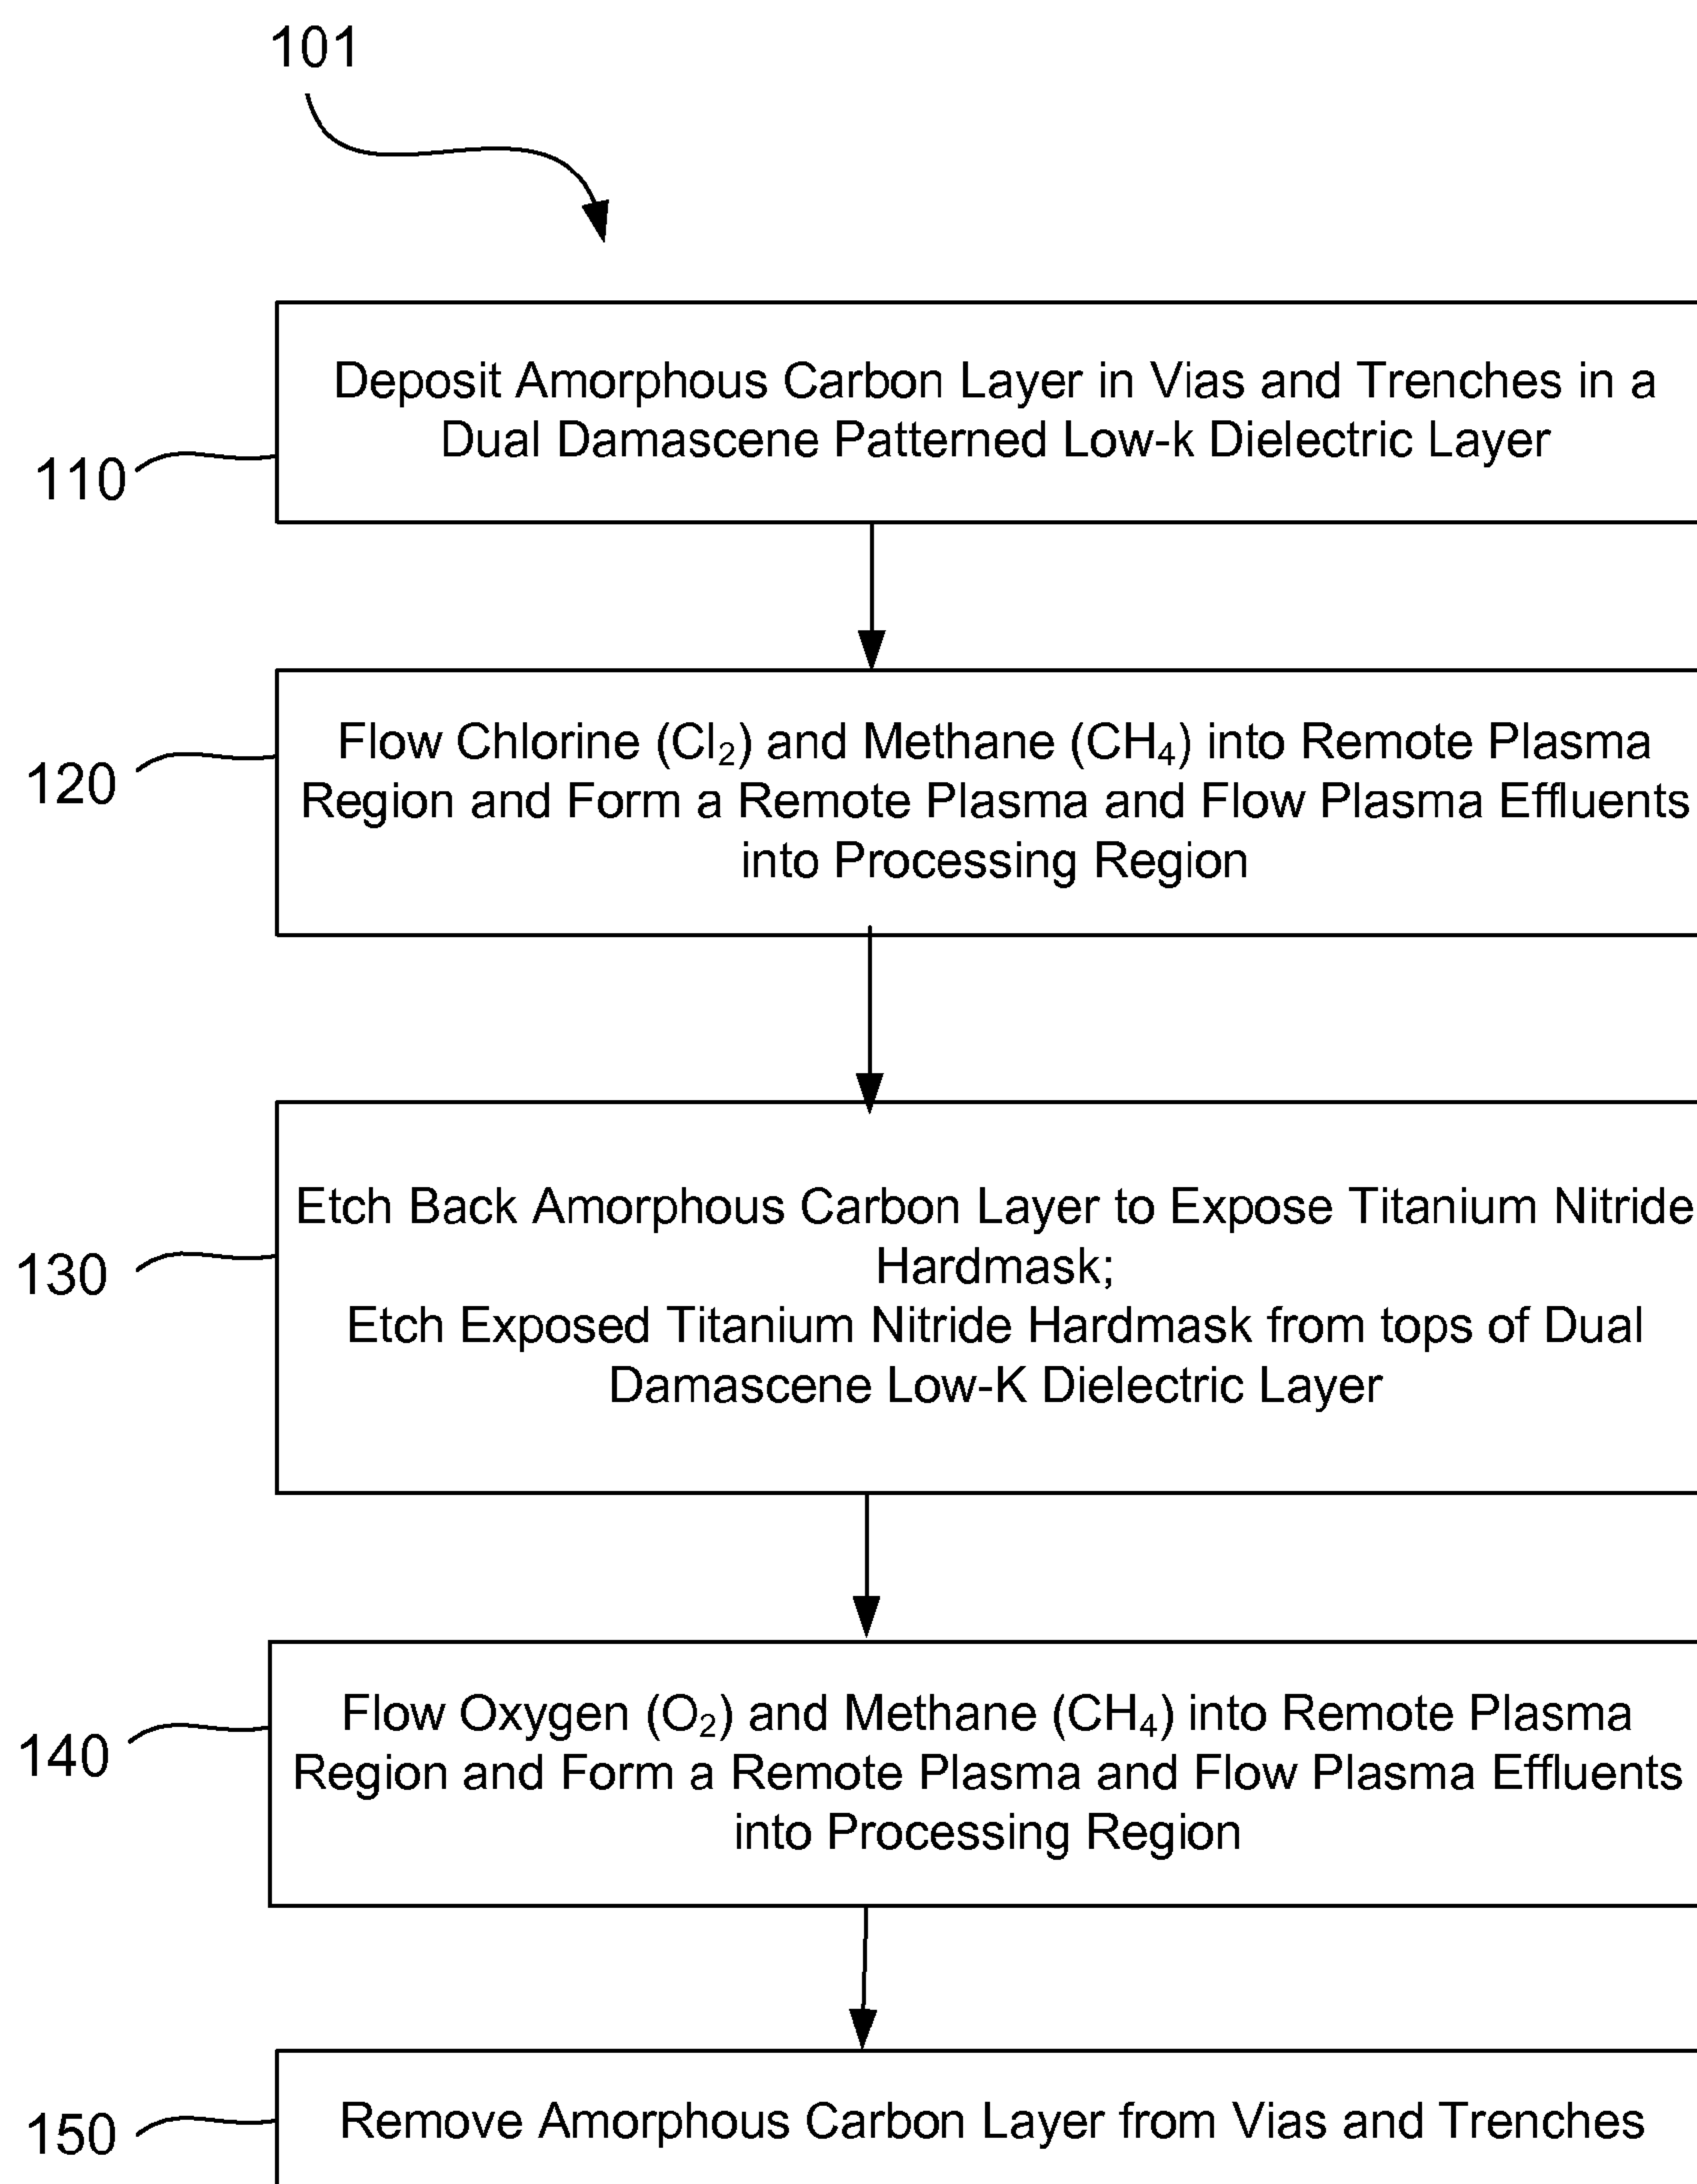 101
Deposit Amorphous Carbon Layer in Vias and Trenches in a
Dual Damascene Patterned Low-k Dielectric Layer
110
Flow Chlorine (Cl₂) and Methane (CH₄) into Remote Plasma
Region and Form a Remote Plasma and Flow Plasma Effluents
into Processing Region
120
Etch Back Amorphous Carbon Layer to Expose Titanium Nitride
Hardmask;
Etch Exposed Titanium Nitride Hardmask from tops of Dual
Damascene Low-K Dielectric Layer
130
Flow Oxygen (O₂) and Methane (CH₄) into Remote Plasma
Region and Form a Remote Plasma and Flow Plasma Effluents
into Processing Region
140
Remove Amorphous Carbon Layer from Vias and Trenches
150